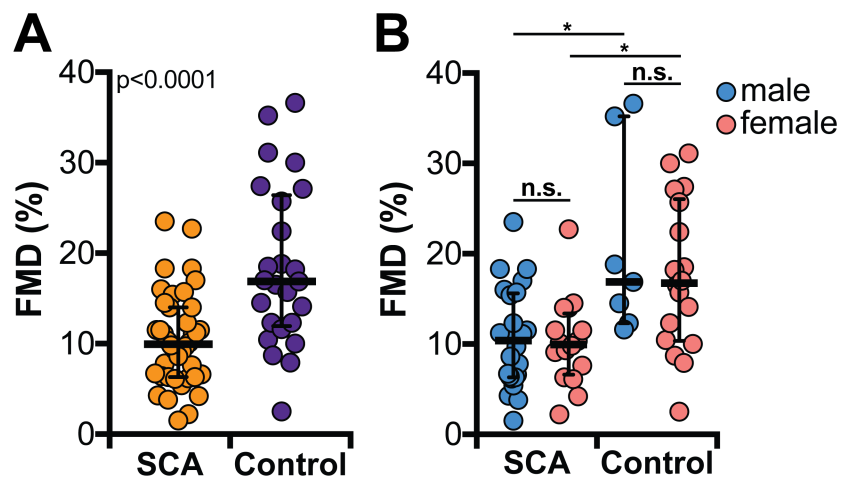 A
FMD (%)
40
30
20
10
0
p<0.0001
SCA
Control
B
FMD (%)
40
30
20
10
0
*
*
n.s.
n.s.
male
female
SCA
Control